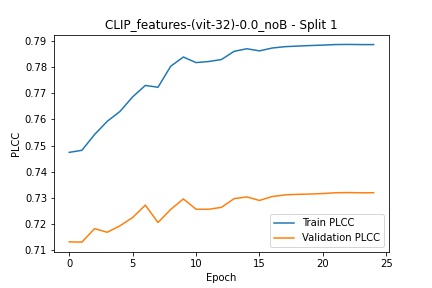 CLIP_features-(vit-32)-0.0_noB - Split 1
0.79
0.78
0.77
0.76
0.75
0.74
0.73
0.72
0.71
PLCC
Train PLCC
Validation PLCC
0 5 10 15 20 25
Epoch